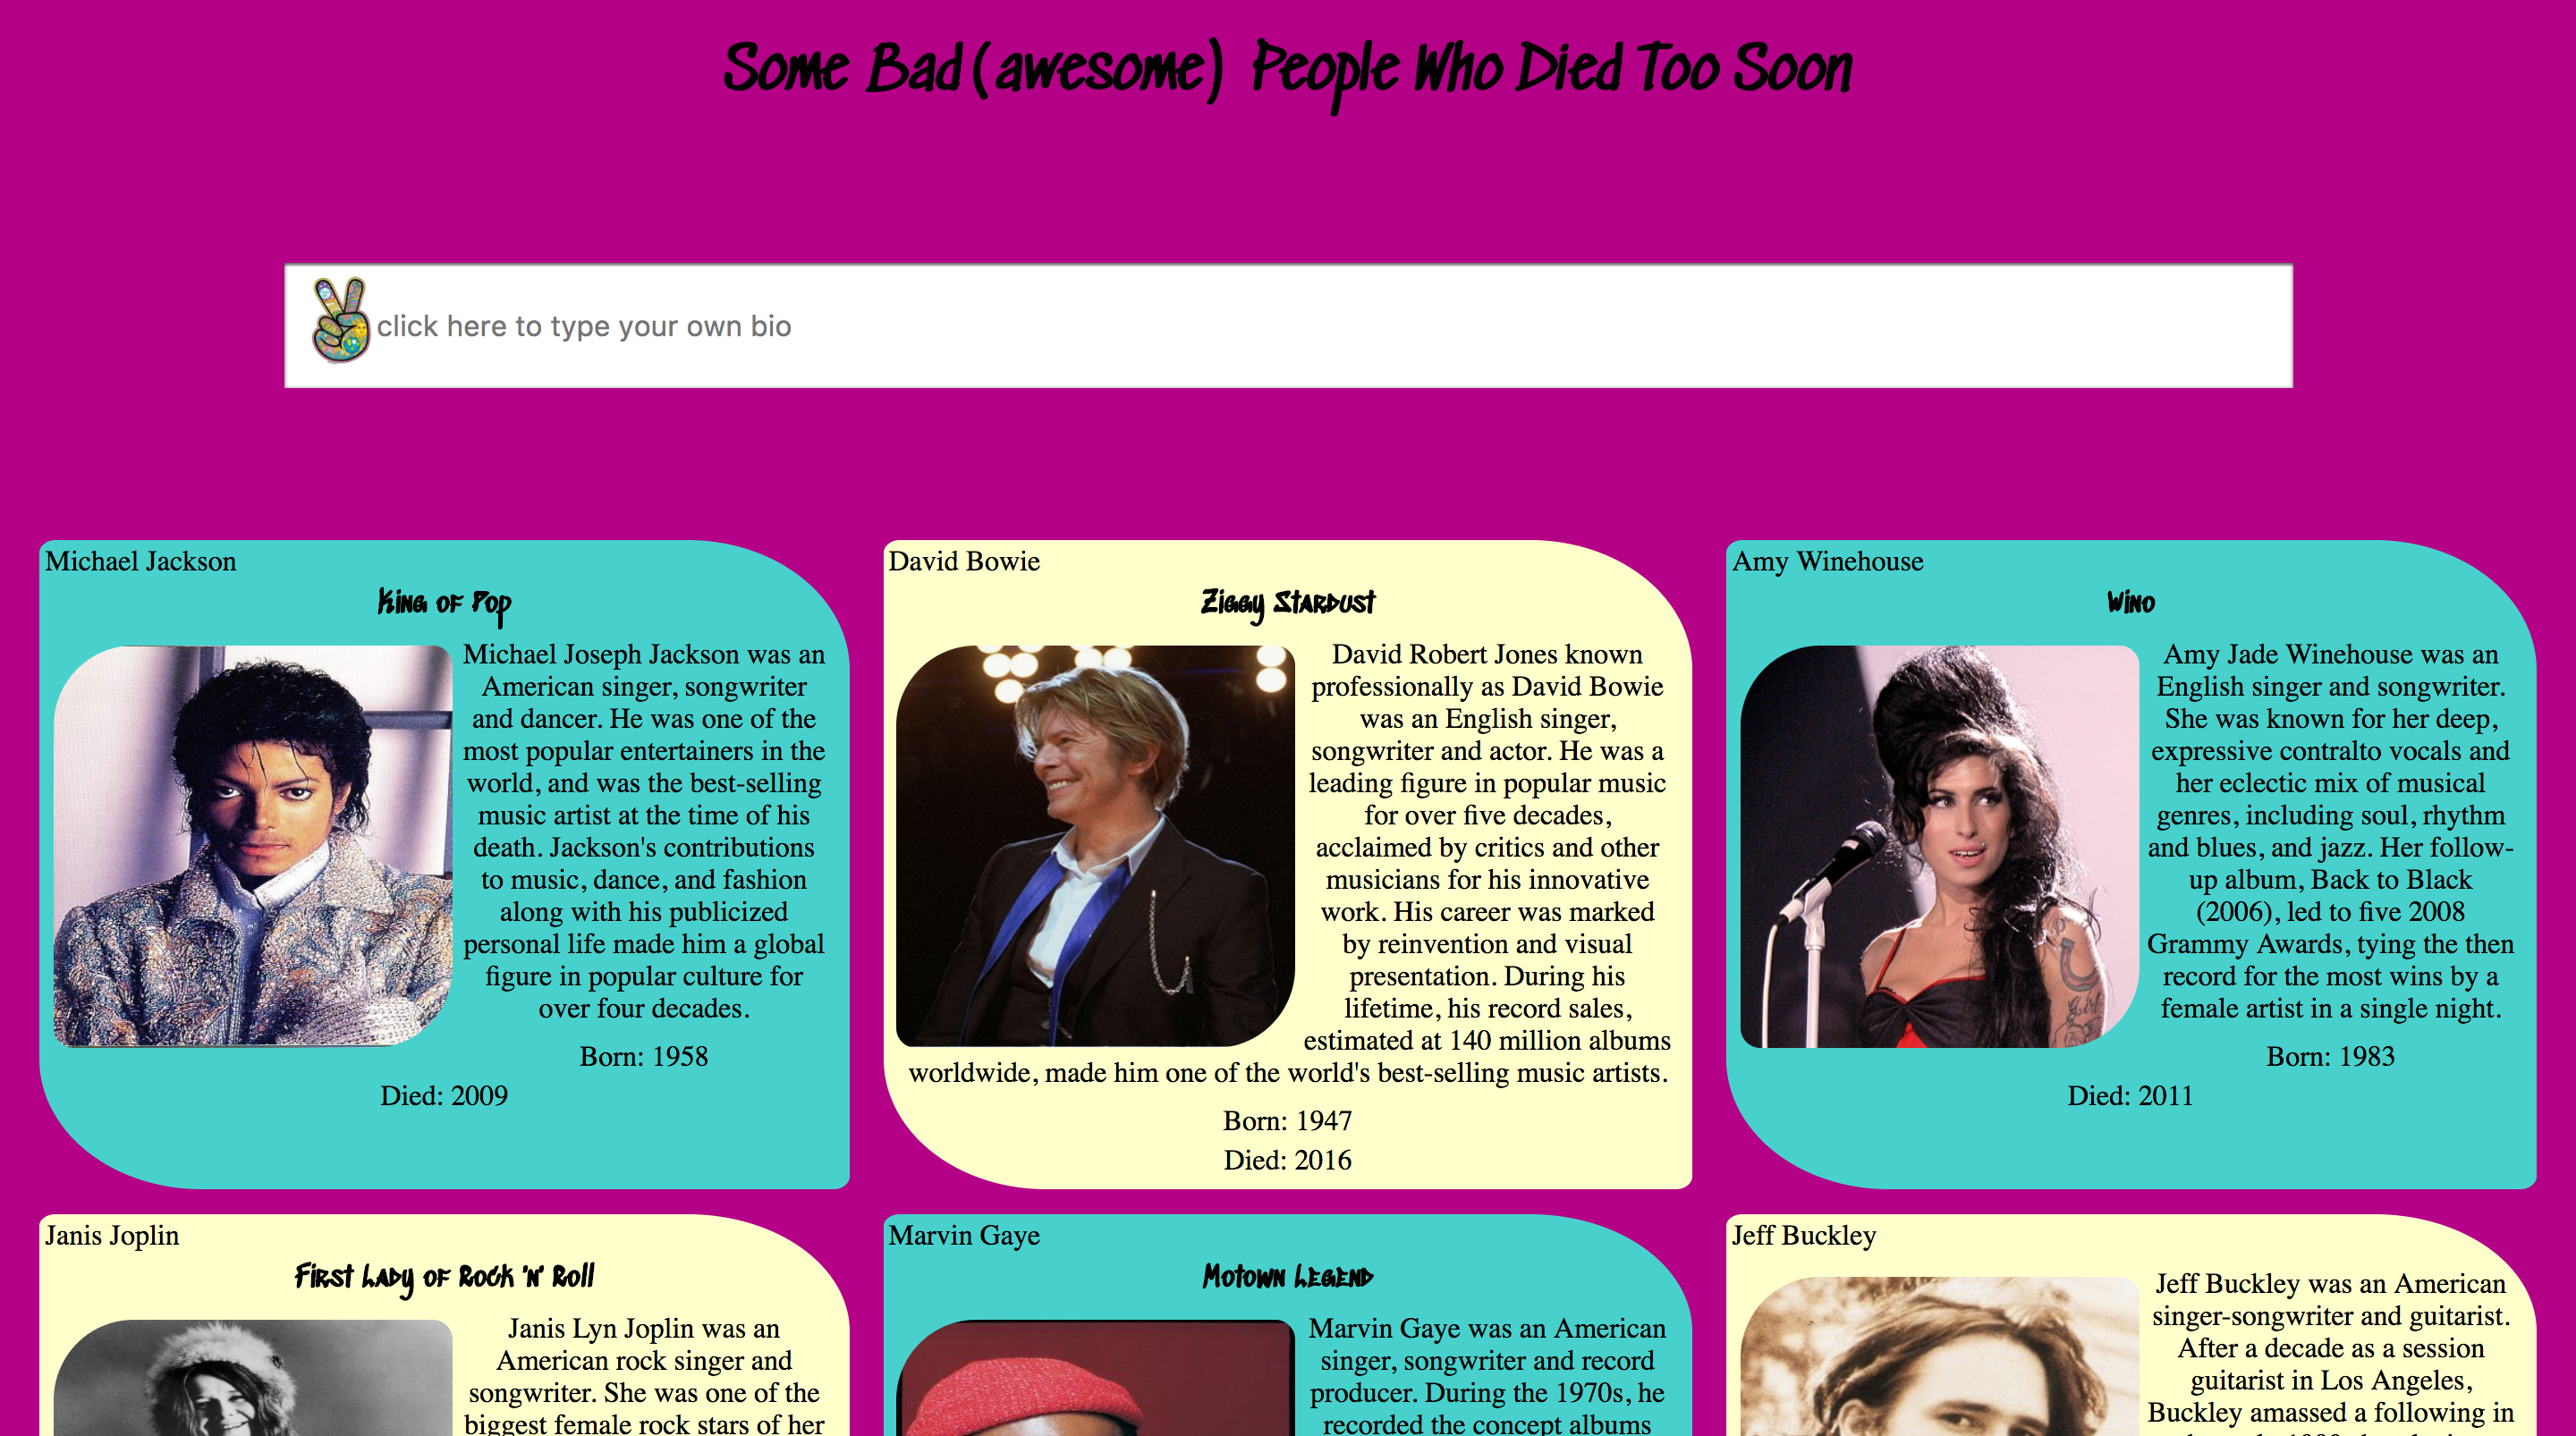 Some Bad (awesome) People Who Died Too Soon
click here to type your own bio
Michael Jackson
King of Pop
Michael Joseph Jackson was an
American singer, songwriter
and dancer. He was one of the
most popular entertainers in the
world, and was the best-selling
music artist at the time of his
death. Jackson's contributions
to music, dance, and fashion
along with his publicized
personal life made him a global
figure in popular culture for
over four decades.
Born: 1958
Died: 2009
David Bowie
Ziggy Stardust
David Robert Jones known
professionally as David Bowie
was an English singer,
songwriter and actor. He was a
leading figure in popular music
for over five decades,
acclaimed by critics and other
musicians for his innovative
work. His career was marked
by reinvention and visual
presentation. During his
lifetime, his record sales,
estimated at 140 million albums
worldwide, made him one of the world's best-selling music artists.
Born: 1947
Died: 2016
Amy Winehouse
Wino
Amy Jade Winehouse was an
English singer and songwriter.
She was known for her deep,
expressive contralto vocals and
her eclectic mix of musical
genres, including soul, rhythm
and blues, and jazz. Her follow-
up album, Back to Black
(2006), led to five 2008
Grammy Awards, tying the then
record for the most wins by a
female artist in a single night.
Born: 1983
Died: 2011
Janis Joplin
First Lady of Rock 'n' Roll
Janis Lyn Joplin was an
American rock singer and
songwriter. She was one of the
biggest female rock stars of her
Marvin Gaye
Motown Legend
Marvin Gaye was an American
singer, songwriter and record
producer. During the 1970s, he
recorded the concept albums
Jeff Buckley
Jeff Buckley was an American
singer-songwriter and guitarist.
After a decade as a session
guitarist in Los Angeles,
Buckley amassed a following in